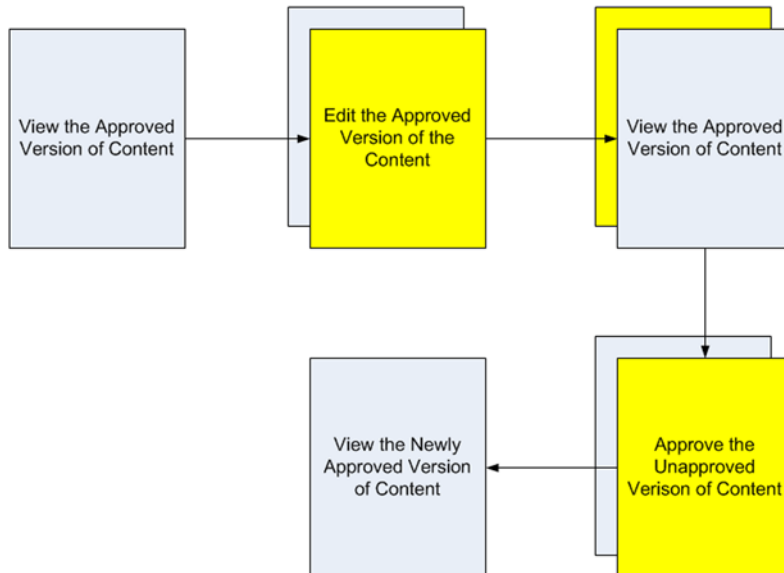 View the Approved
Version of Content
Edit the Approved
Version of the
Content
View the Approved
Version of Content
Approve the
Unapproved
Verison of Content
View the Newly
Approved Version
of Content